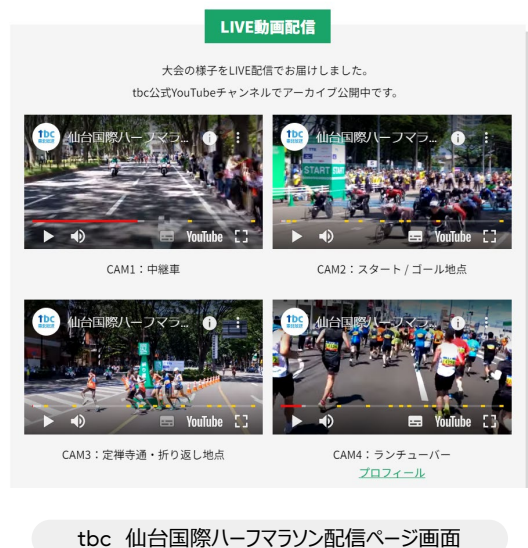 LIVE動画配信
大会の様子をLIVE配信でお届けしました。
tbc公式YouTubeチャンネルでアーカイブ公開中です。
tbc
仙台国際ハーフマラ...
YouTube
CAM1：中継車
tbc
仙台国際ハーフマラ...
START
YouTube
CAM2：スタート / ゴール地点
tbc
仙台国際ハーフマラ...
YouTube
CAM3：定禅寺通・折り返し地点
tbc
仙台国際ハーフマラ...
YouTube
CAM4：ランチューバー
プロフィール
tbc 仙台国際ハーフマラソン配信ページ画面